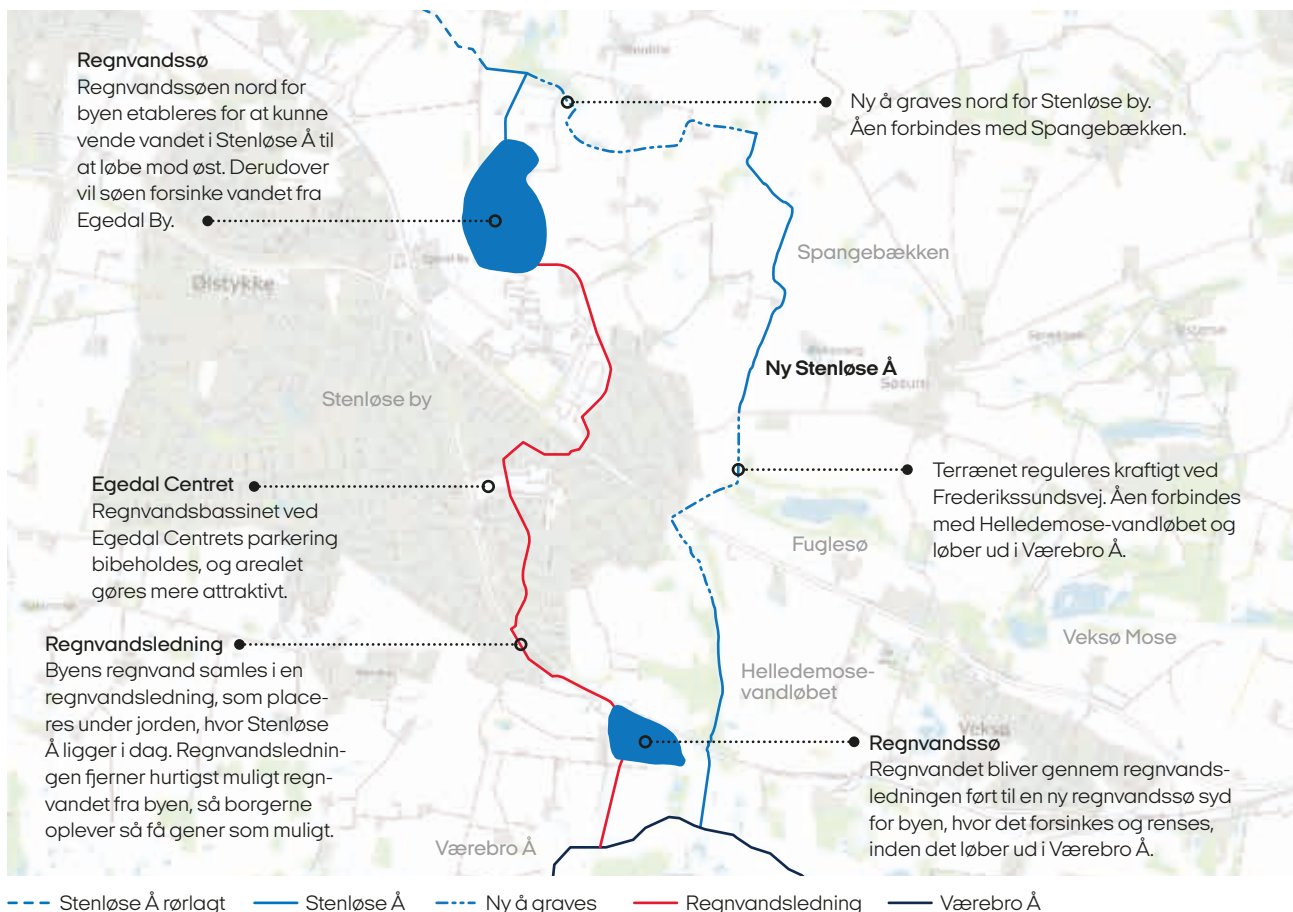 Regnvandssø
Regnvandssøen nord for
byen etableres for at kunne
vende vandet i Stenløse Å til
at løbe mod øst. Derudover
vil søen forsinke vandet fra
Egedal By.
Ny å graves nord for Stenløse by.
Åen forbindes med Spangebækken.
Spangebækken
Ølstykke
Ny Stenløse Å
Søsum
Stenløse by
Egedal Centret
Regnvandsbassinet ved
Egedal Centrets parkering
bibeholdes, og arealet
gøres mere attraktivt.
Terrænet reguleres kraftigt ved
Frederikssundsvej. Åen forbindes
med Helledemose-vandløbet og
løber ud i Værebro Å.
Fuglesø
Veksø Mose
Regnvandsledning
Byens regnvand samles i en
regnvandsledning, som place-
res under jorden, hvor Stenløse
Å ligger i dag. Regnvandslednin-
gen fjerner hurtigst muligt regn-
vandet fra byen, så borgerne
oplever så få gener som muligt.
Helledemose-
vandløbet
Veksø
Regnvandssø
Regnvandet bliver gennem regnvands-
ledningen ført til en ny regnvandssø syd
for byen, hvor det forsinkes og renses,
inden det løber ud i Værebro Å.
Værebro Å
Stenløse Å rørlagt
Stenløse Å
Ny å graves
Regnvandsledning
Værebro Å